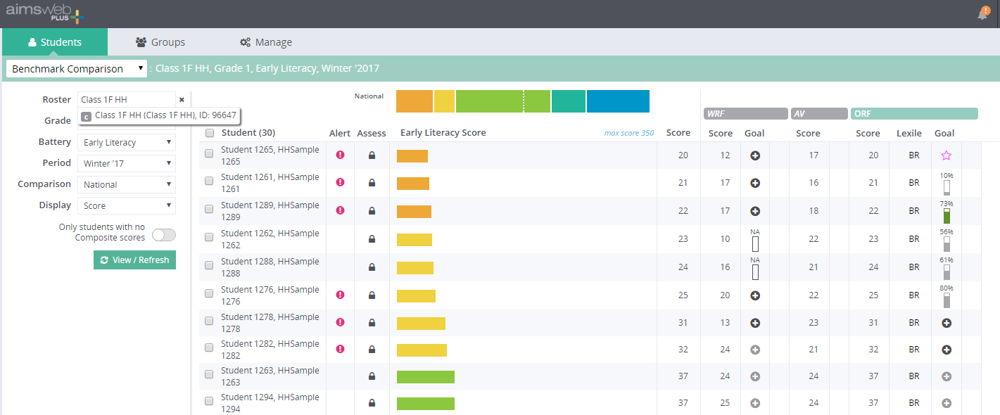 aimsweb
PLUS
Students
Groups
Manage
Benchmark Comparison : Class 1F HH, Grade 1, Early Literacy, Winter '2017
Roster Class 1F HH
c Class 1F HH (Class 1F HH), ID: 96647
Grade
Battery Early Literacy
Period Winter '17
Comparison National
Display Score
Only students with no
Composite scores
View / Refresh
National
WRF AV ORF
Student (30) Alert Assess Early Literacy Score max score 350 Score Score Goal Score Score Lexile Goal
Student 1265, HHSample
1265
! 20 12 17 20 BR
Student 1261, HHSample
1261
! 21 17 16 21 BR 10%
Student 1289, HHSample
1289
! 22 17 18 22 BR 73%
Student 1262, HHSample
1262
23 10 NA 22 23 BR 56%
Student 1288, HHSample
1288
24 16 NA 21 24 BR 61%
Student 1276, HHSample
1276
! 25 20 22 25 BR 80%
Student 1278, HHSample
1278
! 31 13 23 31 BR
Student 1282, HHSample
1282
! 32 24 21 32 BR
Student 1263, HHSample
1263
37 24 24 37 BR
Student 1294, HHSample
1294
37 25 24 37 BR